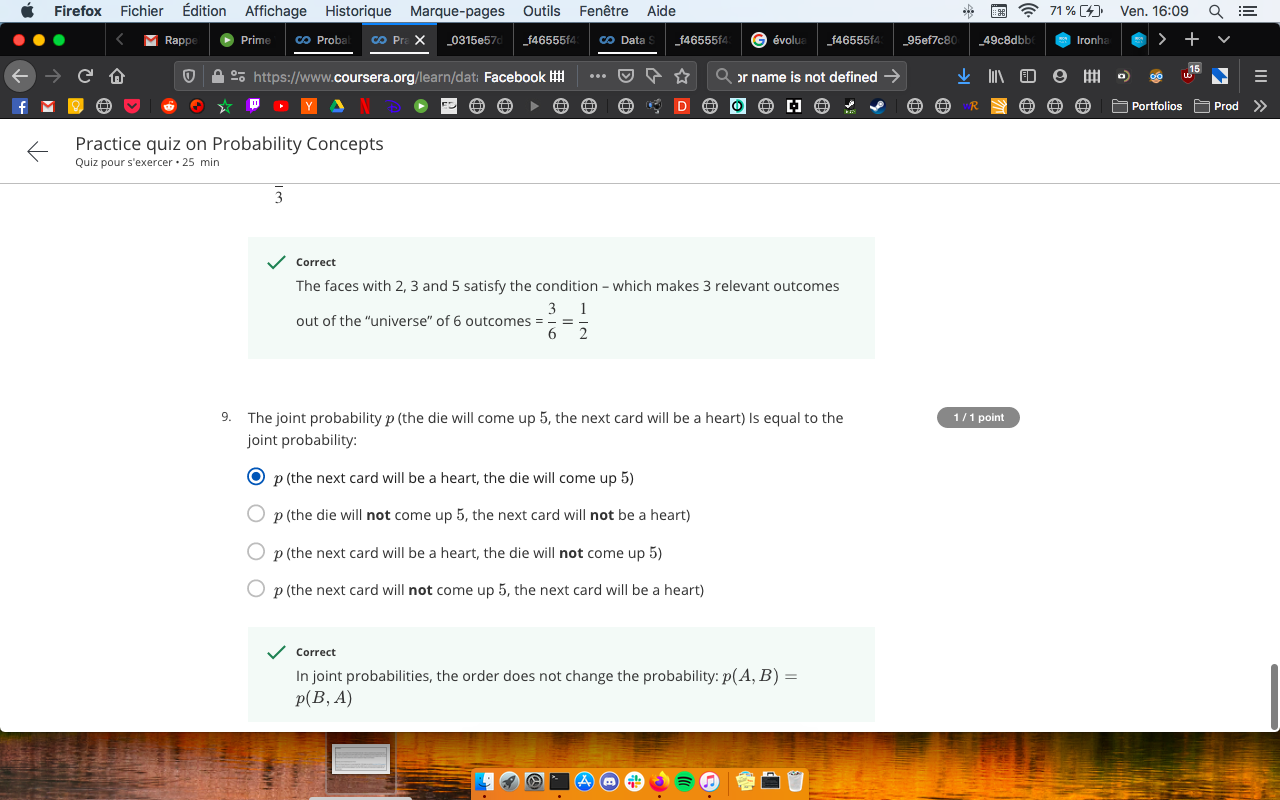 Firefox Fichier Édition Affichage Historique Marque-pages Outils Fenêtre Aide 71 % Ven. 16:09
Rappe Prime Proba Pra _0315e57d _f46555f4 Data S _f46555f4 évolua _f46555f4 _95ef7c80 _49c8dbb Ironha
https://www.coursera.org/learn/dat Facebook or name is not defined 15
Portfolios Prod
Practice quiz on Probability Concepts
Quiz pour s'exercer • 25 min
3
Correct
The faces with 2, 3 and 5 satisfy the condition – which makes 3 relevant outcomes
out of the “universe” of 6 outcomes = 3/6 = 1/2
9. The joint probability p (the die will come up 5, the next card will be a heart) Is equal to the
joint probability:
1 / 1 point
p (the next card will be a heart, the die will come up 5)
p (the die will not come up 5, the next card will not be a heart)
p (the next card will be a heart, the die will not come up 5)
p (the next card will not come up 5, the next card will be a heart)
Correct
In joint probabilities, the order does not change the probability: p(A, B) =
p(B, A)